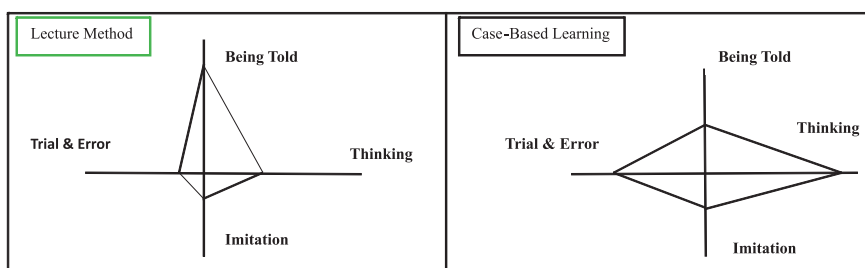 Lecture Method
Being Told
Trial & Error
Thinking
Imitation
Case-Based Learning
Being Told
Thinking
Trial & Error
Imitation